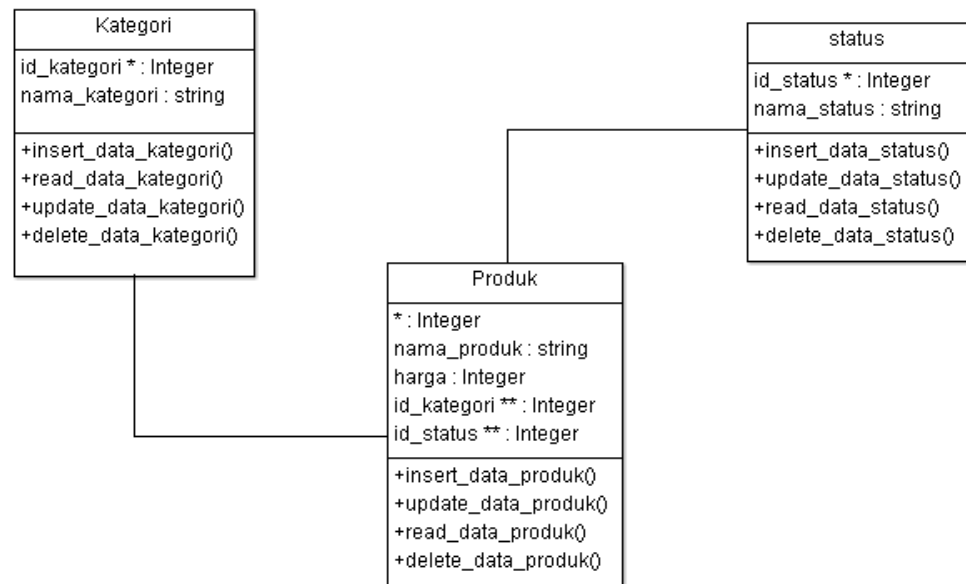 Kategori
id_kategori * : Integer
nama_kategori : string
+insert_data_kategori()
+read_data_kategori()
+update_data_kategori()
+delete_data_kategori()
status
id_status * : Integer
nama_status : string
+insert_data_status()
+update_data_status()
+read_data_status()
+delete_data_status()
Produk
* : Integer
nama_produk : string
harga : Integer
id_kategori ** : Integer
id_status ** : Integer
+insert_data_produk()
+update_data_produk()
+read_data_produk()
+delete_data_produk()